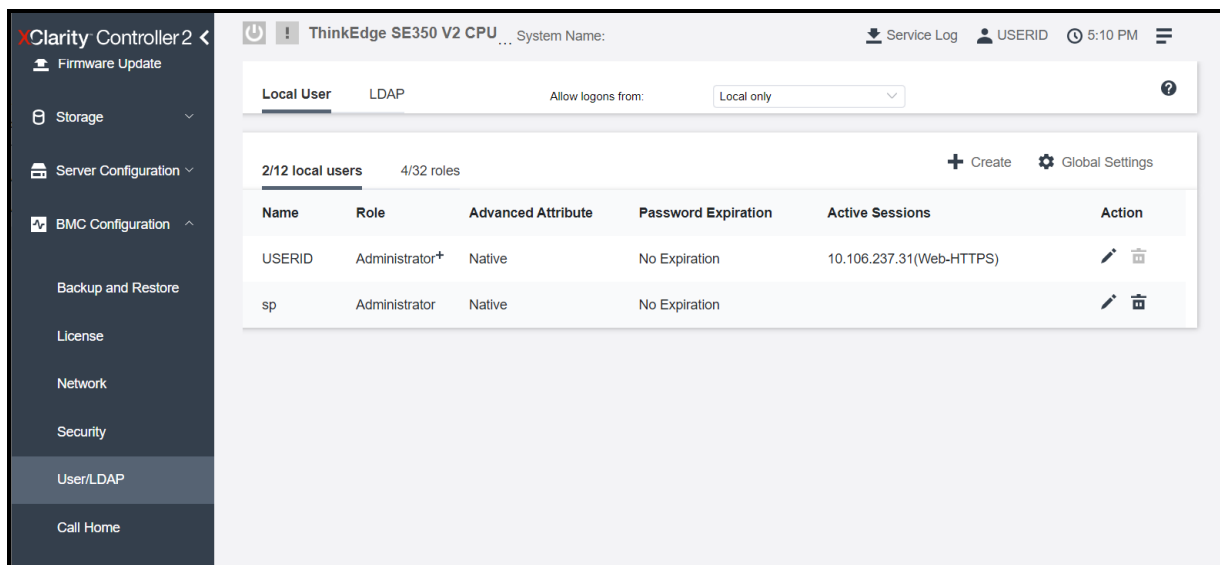 XClarity Controller 2
Firmware Update
Storage
Server Configuration
BMC Configuration
Backup and Restore
License
Network
Security
User/LDAP
Call Home
ThinkEdge SE350 V2 CPU... System Name:
Service Log USERID 5:10 PM
Local User LDAP Allow logons from: Local only
2/12 local users 4/32 roles Create Global Settings
Name Role Advanced Attribute Password Expiration Active Sessions Action
USERID Administrator+ Native No Expiration 10.106.237.31(Web-HTTPS)
sp Administrator Native No Expiration